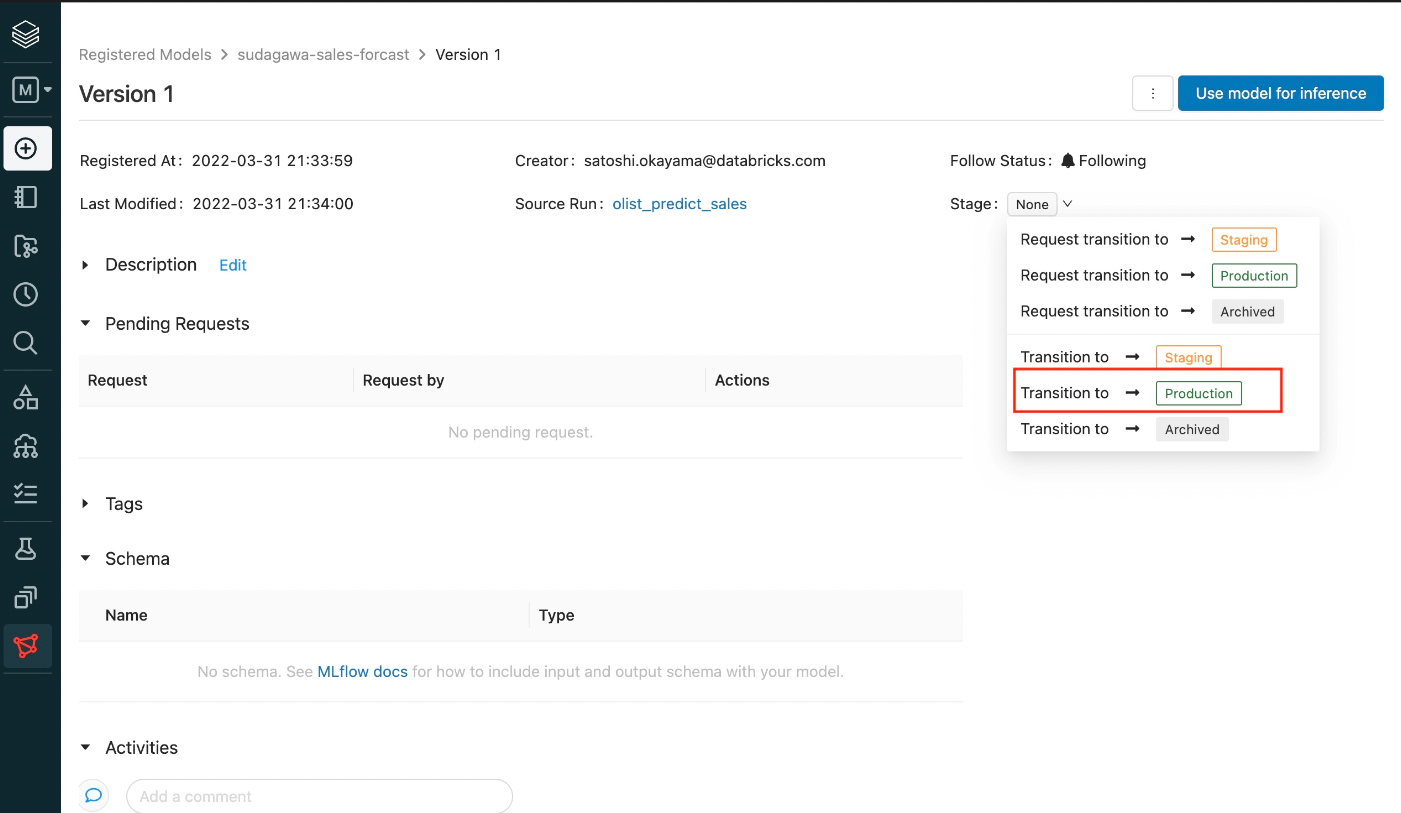 Registered Models > sudagawa-sales-forcast > Version 1
M
Version 1
Use model for inference
Registered At: 2022-03-31 21:33:59
Creator: satoshi.okayama@databricks.com
Follow Status: Following
Last Modified: 2022-03-31 21:34:00
Source Run: olist_predict_sales
Stage: None
Request transition to → Staging
Request transition to → Production
Request transition to → Archived
Transition to → Staging
Transition to → Production
Transition to → Archived
Description Edit
Pending Requests
Request Request by Actions
No pending request.
Tags
Schema
Name Type
No schema. See MLflow docs for how to include input and output schema with your model.
Activities
Add a comment